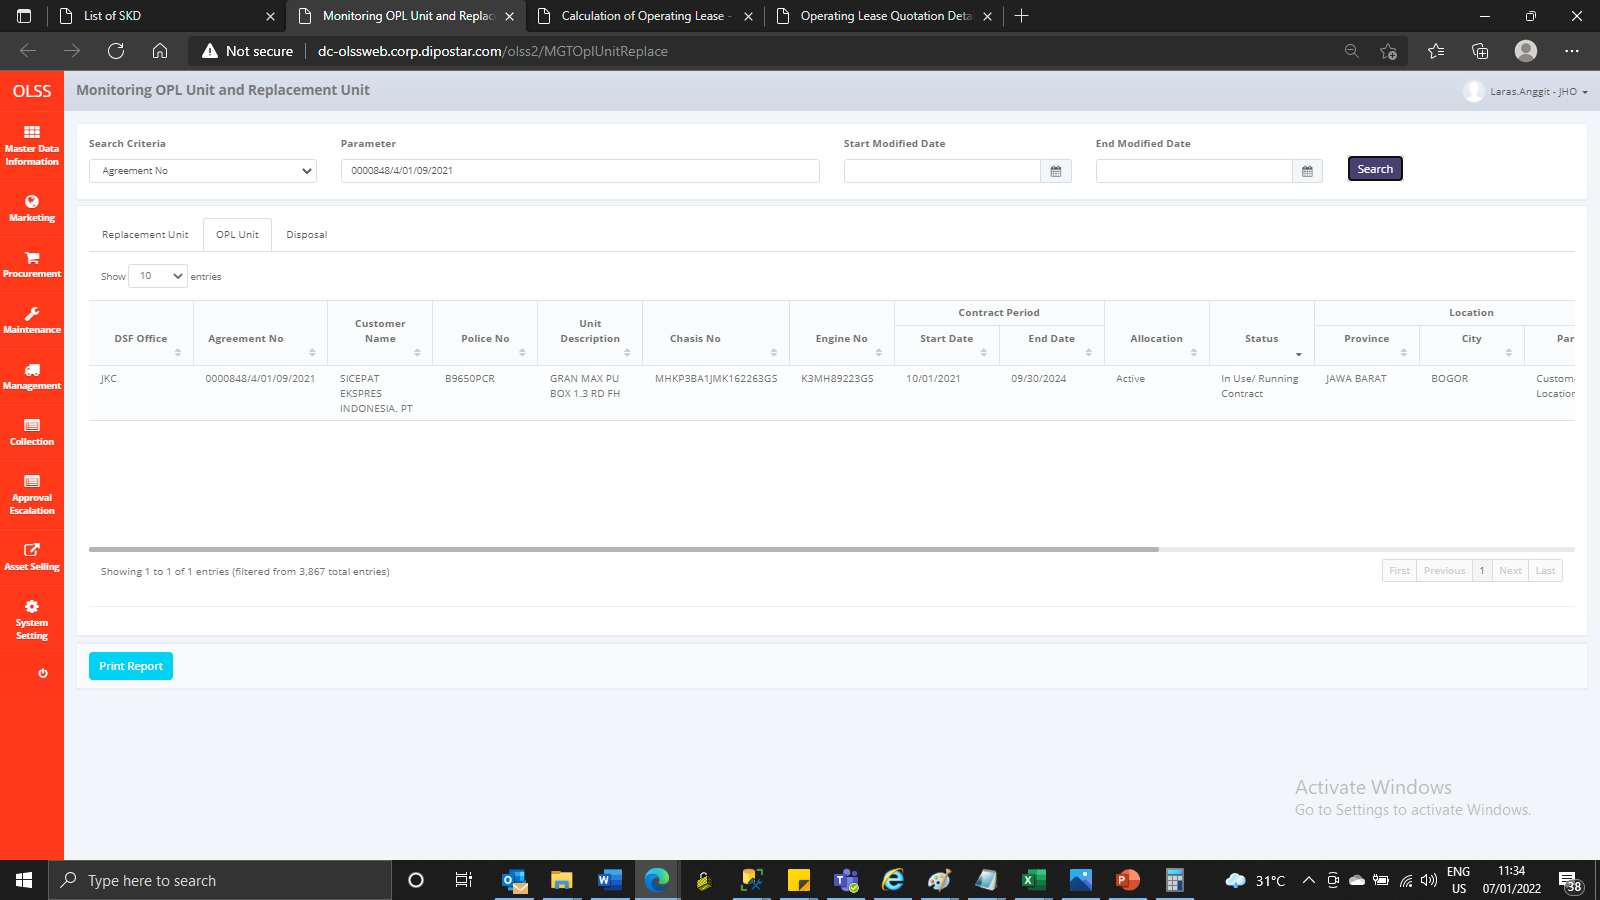 List of SKD
Monitoring OPL Unit and Replac
Calculation of Operating Lease -
Operating Lease Quotation Deta
Not secure
dc-olssweb.corp.dipostar.com/olss2/MGTOplUnitReplace
OLSS
Monitoring OPL Unit and Replacement Unit
Laras.Anggit - JHO
Master Data
Information
Marketing
Procurement
Maintenance
Management
Collection
Approval
Escalation
Asset Selling
System
Setting
Search Criteria
Parameter
Start Modified Date
End Modified Date
Agreement No
0000848/4/01/09/2021
Search
Replacement Unit
OPL Unit
Disposal
Show 10 entries
Contract Period
Location
DSF Office
Agreement No
Customer
Name
Police No
Unit
Description
Chasis No
Engine No
Start Date
End Date
Allocation
Status
Province
City
Par
JKC
0000848/4/01/09/2021
SICEPAT
EKSPRES
INDONESIA. PT
B9650PCR
GRAN MAX PU
BOX 1.3 RD FH
MHKP3BA1JMK162263GS
K3MH89223GS
10/01/2021
09/30/2024
Active
In Use/ Running
Contract
JAWA BARAT
BOGOR
Custom
Location
Showing 1 to 1 of 1 entries (filtered from 3,867 total entries)
First
Previous
1
Next
Last
Print Report
Activate Windows
Go to Settings to activate Windows.
Type here to search
31°C
ENG
US
11:34
07/01/2022
38